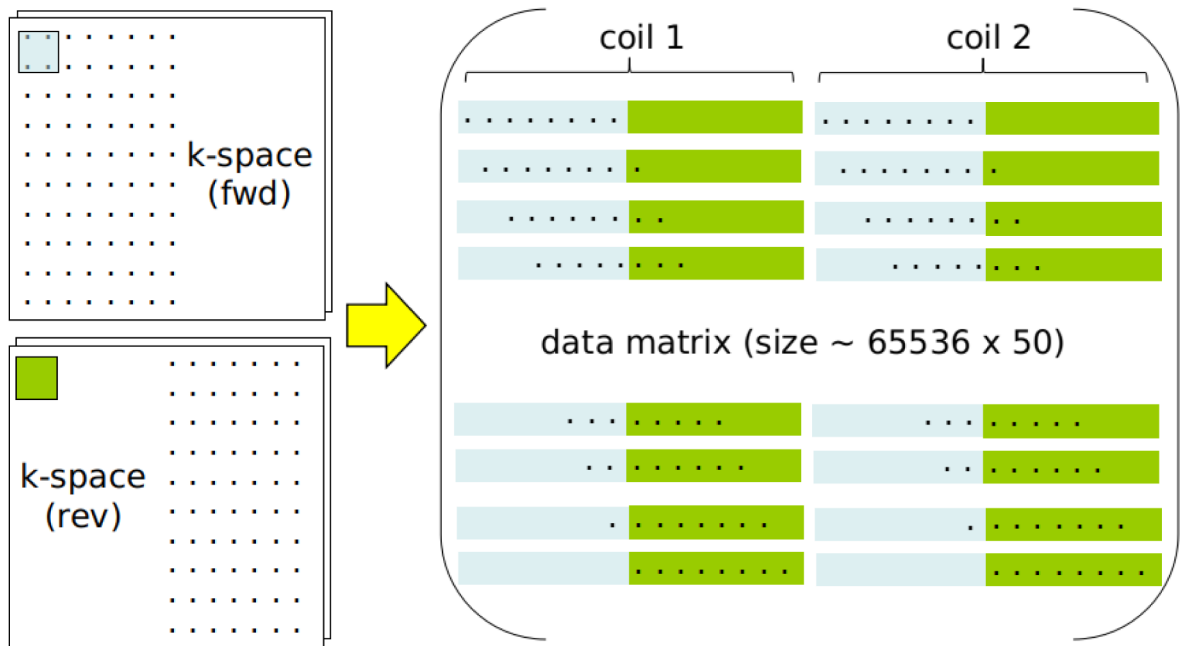 k-space
(fwd)
k-space
(rev)
coil 1
coil 2
data matrix (size ~ 65536 x 50)